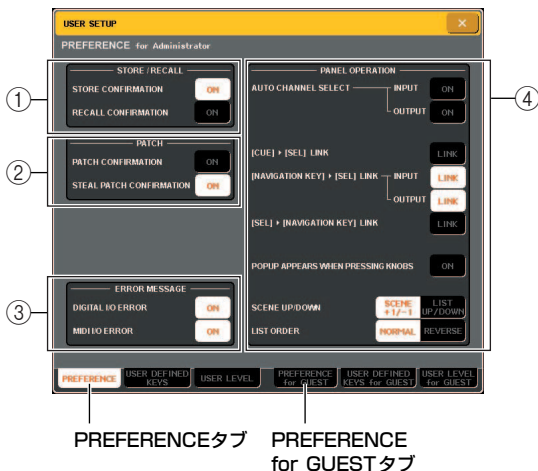 USER SETUP
×
PREFERENCE for Administrator
① 
STORE / RECALL
STORE CONFIRMATION ON
RECALL CONFIRMATION ON
②
PATCH
PATCH CONFIRMATION ON
STEAL PATCH CONFIRMATION ON
③
ERROR MESSAGE
DIGITAL I/O ERROR ON
MIDI I/O ERROR ON
④
PANEL OPERATION
AUTO CHANNEL SELECT INPUT ON
OUTPUT ON
[CUE] ▸ [SEL] LINK LINK
[NAVIGATION KEY] ▸ [SEL] LINK INPUT LINK
OUTPUT LINK
[SEL] ▸ [NAVIGATION KEY] LINK LINK
POPUP APPEARS WHEN PRESSING KNOBS ON
SCENE UP/DOWN SCENE +1/-1 LIST UP/DOWN
LIST ORDER NORMAL REVERSE
PREFERENCE
USER DEFINED KEYS
USER LEVEL
PREFERENCE for GUEST
USER DEFINED KEYS for GUEST
USER LEVEL for GUEST
PREFERENCEタブ
PREFERENCE
for GUESTタブ